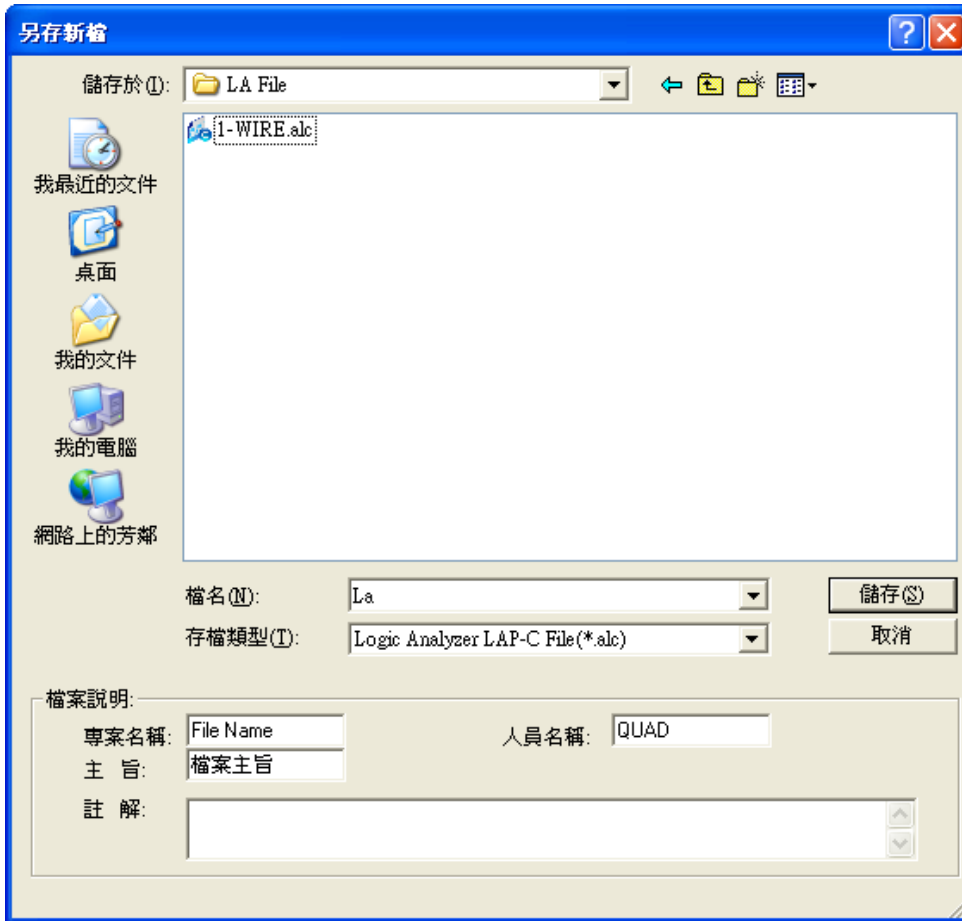 另存新檔
儲存於(I): LA File
1-WIRE.alc
我最近的文件
桌面
我的文件
我的電腦
網路上的芳鄰
檔名(N): La 儲存(S)
存檔類型(T): Logic Analyzer LAP-C File(*.alc) 取消
檔案說明:
專案名稱: File Name 人員名稱: QUAD
主 旨: 檔案主旨
註 解: